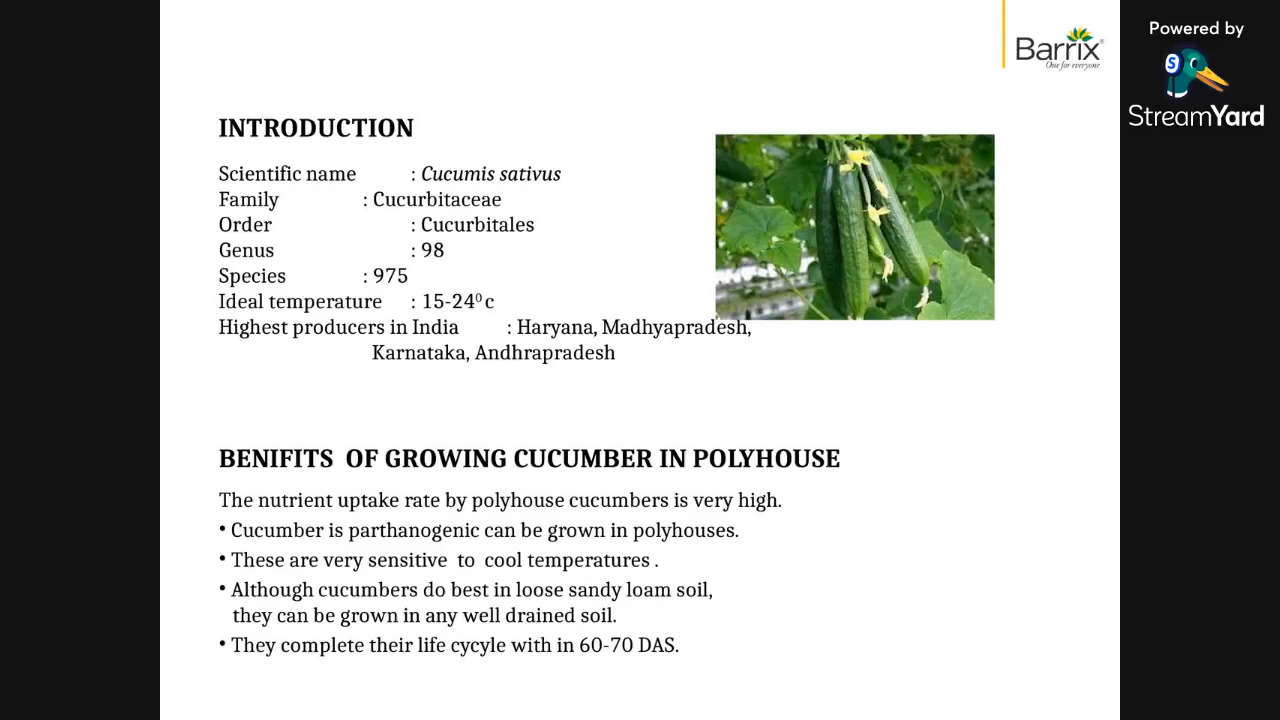 Barrix
One for everyone
Powered by
StreamYard
INTRODUCTION
Scientific name : Cucumis sativus
Family : Cucurbitaceae
Order : Cucurbitales
Genus : 98
Species : 975
Ideal temperature : 15-24⁰ c
Highest producers in India : Haryana, Madhyapradesh,
Karnataka, Andhrapradesh
BENIFITS OF GROWING CUCUMBER IN POLYHOUSE
The nutrient uptake rate by polyhouse cucumbers is very high.
• Cucumber is parthanogenic can be grown in polyhouses.
• These are very sensitive to cool temperatures .
• Although cucumbers do best in loose sandy loam soil,
they can be grown in any well drained soil.
• They complete their life cycyle with in 60-70 DAS.